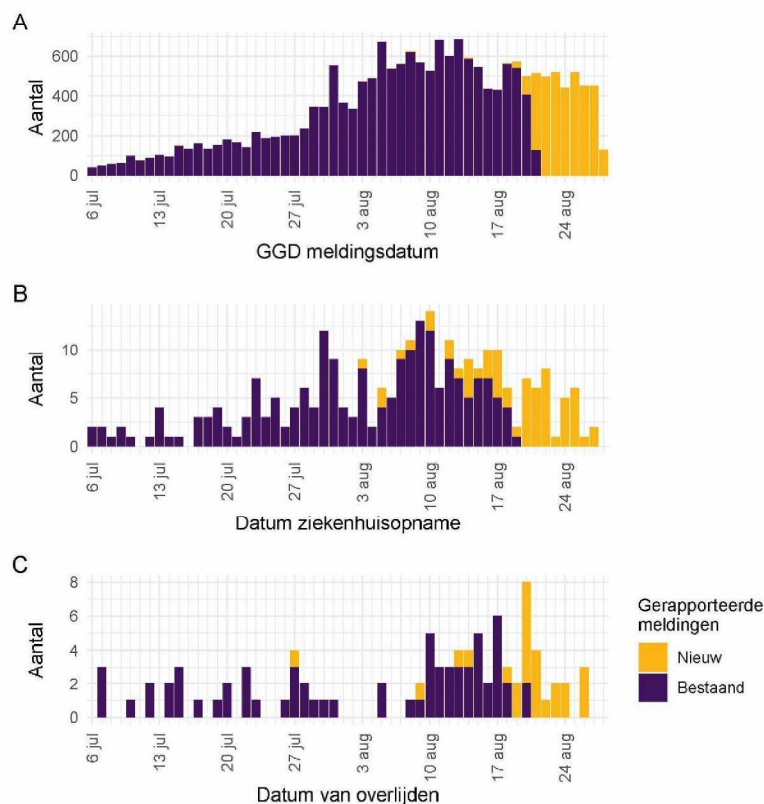 A
Aantal
600
400
200
0
6 jul
13 jul
20 jul
27 jul
3 aug
10 aug
17 aug
24 aug
GGD meldingsdatum
B
Aantal
10
5
0
6 jul
13 jul
20 jul
27 jul
3 aug
10 aug
17 aug
24 aug
Datum ziekenhuisopname
C
Aantal
8
6
4
2
0
6 jul
13 jul
20 jul
27 jul
3 aug
10 aug
17 aug
24 aug
Datum van overlijden
Gerapporteerde
meldingen
Nieuw
Bestaand